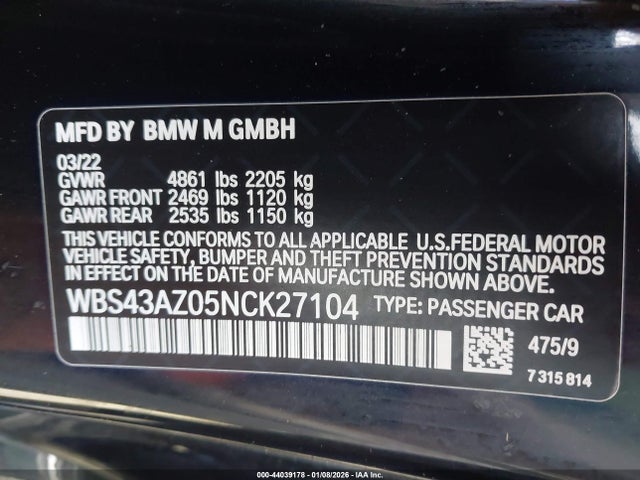 MFD BY BMW M GMBH
03/22
GVWR 4861 lbs 2205 kg
GAWR FRONT 2469 lbs 1120 kg
GAWR REAR 2535 lbs 1150 kg
THIS VEHICLE CONFORMS TO ALL APPLICABLE U.S.FEDERAL MOTOR
VEHICLE SAFETY, BUMPER AND THEFT PREVENTION STANDARDS
IN EFFECT ON THE DATE OF MANUFACTURE SHOWN ABOVE.
WBS43AZ05NCK27104 TYPE: PASSENGER CAR
475/9
7 315 814
000-44039178 - 01/08/2026 - IAA Inc.